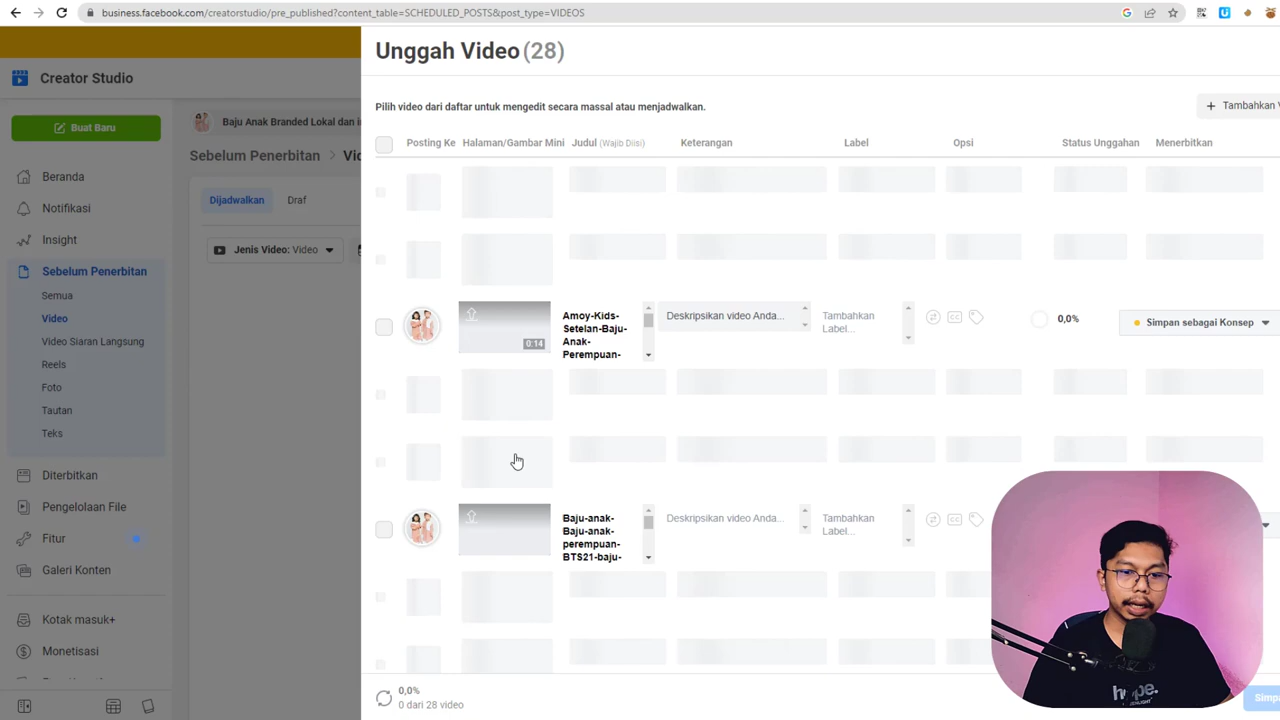 business.facebook.com/creatorstudio/pre_published?content_table=SCHEDULED_POSTS&post_type=VIDEOS
Creator Studio
Buat Baru
Beranda
Notifikasi
Insight
Sebelum Penerbitan
Semua
Video
Video Siaran Langsung
Reels
Foto
Tautan
Teks
Diterbitkan
Pengelolaan File
Fitur
Galeri Konten
Kotak masuk+
Monetisasi
Baju Anak Branded Lokal dan
Sebelum Penerbitan
Dijadwalkan Draf
Jenis Video: Video
Unggah Video (28)
Pilih video dari daftar untuk mengedit secara massal atau menjadwalkan.
Tambahkan
Posting Ke Halaman/Gambar Mini Judul (Wajib Diisi) Keterangan Label Opsi Status Unggahan Menerbitkan
0:14
Amoy-Kids-
Setelan-Baju-
Anak-
Perempuan-
Deskripsikan video Anda...
Tambahkan
Label...
CC
0,0%
Simpan sebagai Konsep
Baju-anak-
Baju-anak-
perempuan-
BTS21-baju-
Deskripsikan video Anda...
Tambahkan
Label...
CC
0,0%
0 dari 28 video
hype.